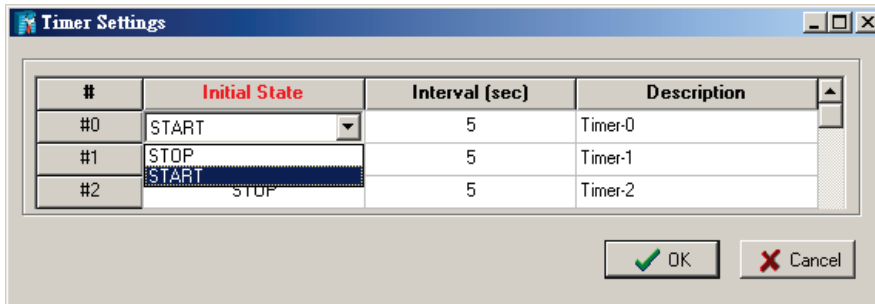 Timer Settings
# Initial State Interval (sec) Description
#0 START 5 Timer-0
#1 STOP 5 Timer-1
START
#2 STOP 5 Timer-2
OK Cancel